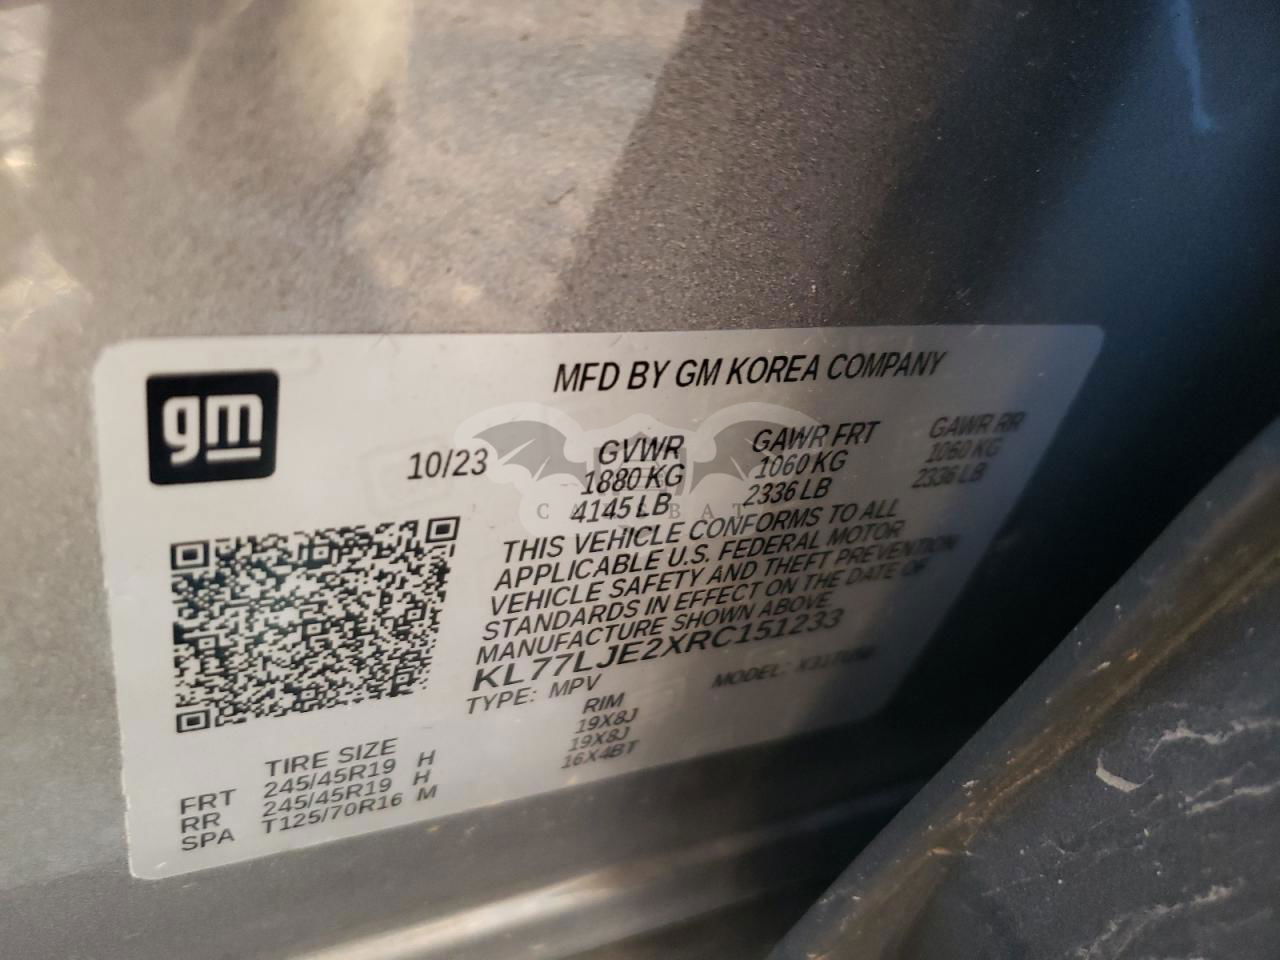 gm
MFD BY GM KOREA COMPANY
10/23
GVWR GAWR FRT GAWR RR
1880 KG 1060 KG 1060 KG
4145 LB 2336 LB 2336 LB
THIS VEHICLE CONFORMS TO ALL
APPLICABLE U.S. FEDERAL MOTOR
VEHICLE SAFETY AND THEFT PREVENTION
STANDARDS IN EFFECT ON THE DATE OF
MANUFACTURE SHOWN ABOVE
KL77LJE2XRC151233
TYPE: MPV MODEL:
TIRE SIZE RIM
FRT 245/45R19 H 19X8J
RR 245/45R19 H 19X8J
SPA T125/70R16 M 16X4BT